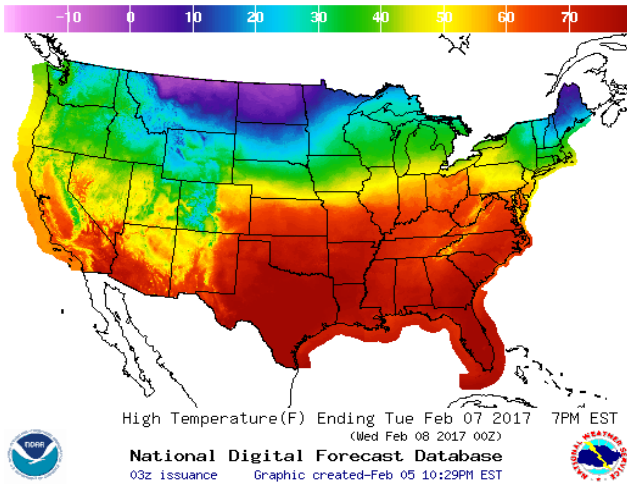 -10 0 10 20 30 40 50 60 70
High Temperature(F) Ending Tue Feb 07 2017 7PM EST
(Wed Feb 08 2017 00Z)
NOAA
National Digital Forecast Database
03z issuance Graphic created-Feb 05 10:29PM EST
NATIONAL WEATHER SERVICE